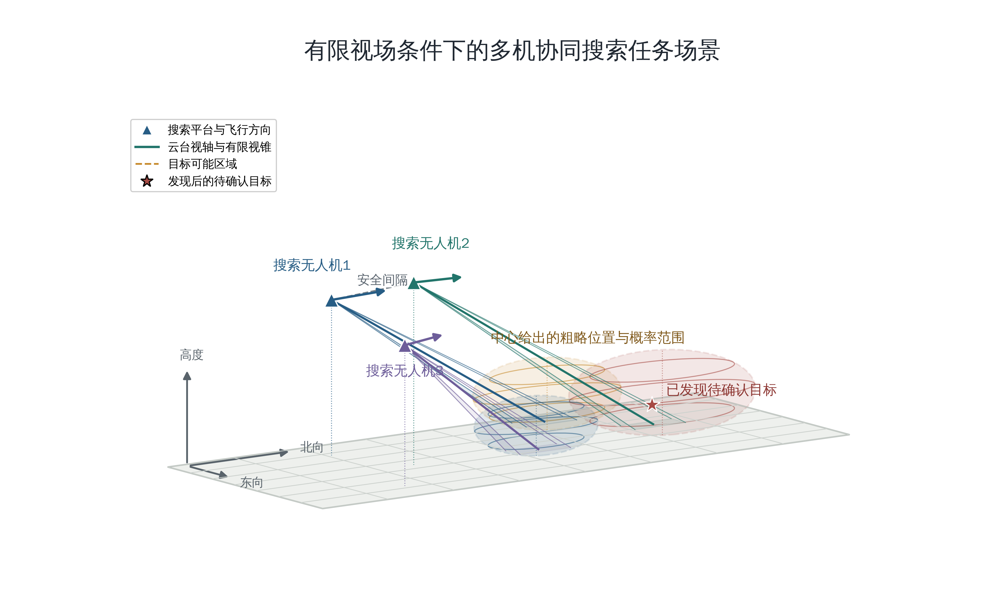 有限视场条件下的多机协同搜索任务场景
搜索平台与飞行方向
云台视轴与有限视锥
目标可能区域
发现后的待确认目标
搜索无人机2
搜索无人机1
安全间隔
中心给出的粗略位置与概率范围
高度
搜索无人机3
已发现待确认目标
北向
东向